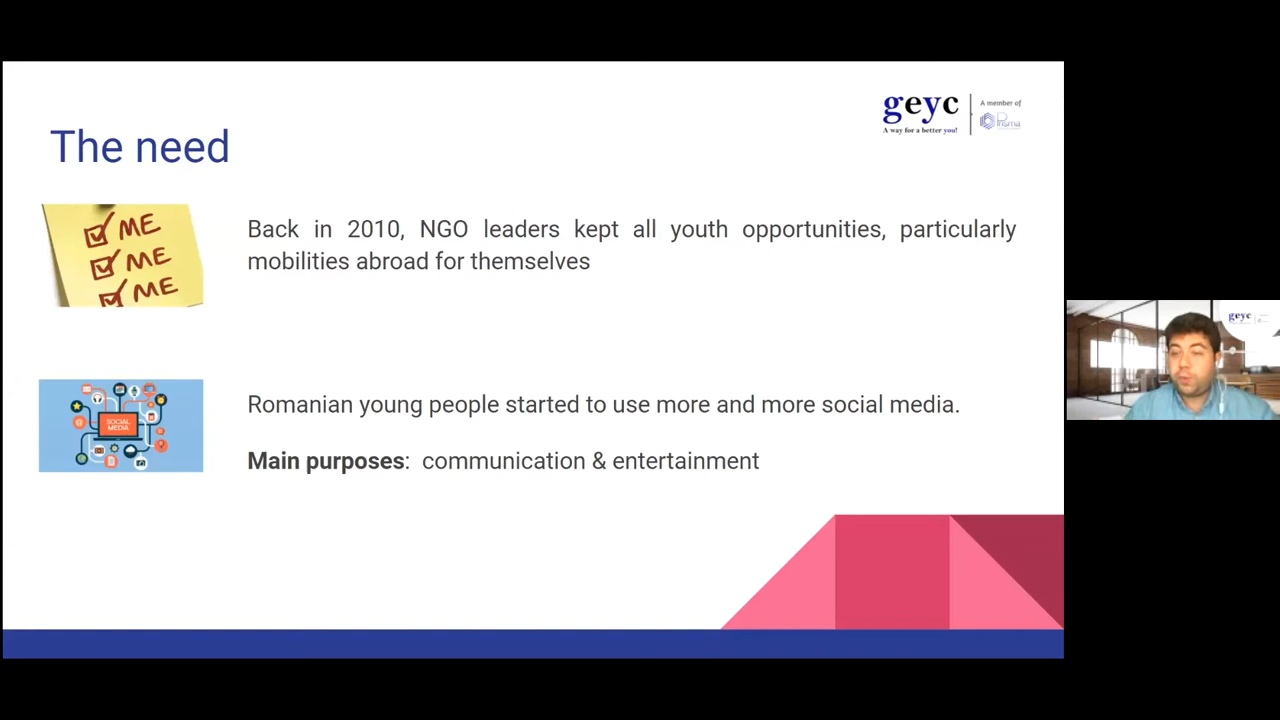 The need
geyc
A way for a better you!
A member of
Prisma
ME
ME
ME
Back in 2010, NGO leaders kept all youth opportunities, particularly
mobilities abroad for themselves
SOCIAL
MEDIA
Romanian young people started to use more and more social media.
Main purposes: communication & entertainment
geyc